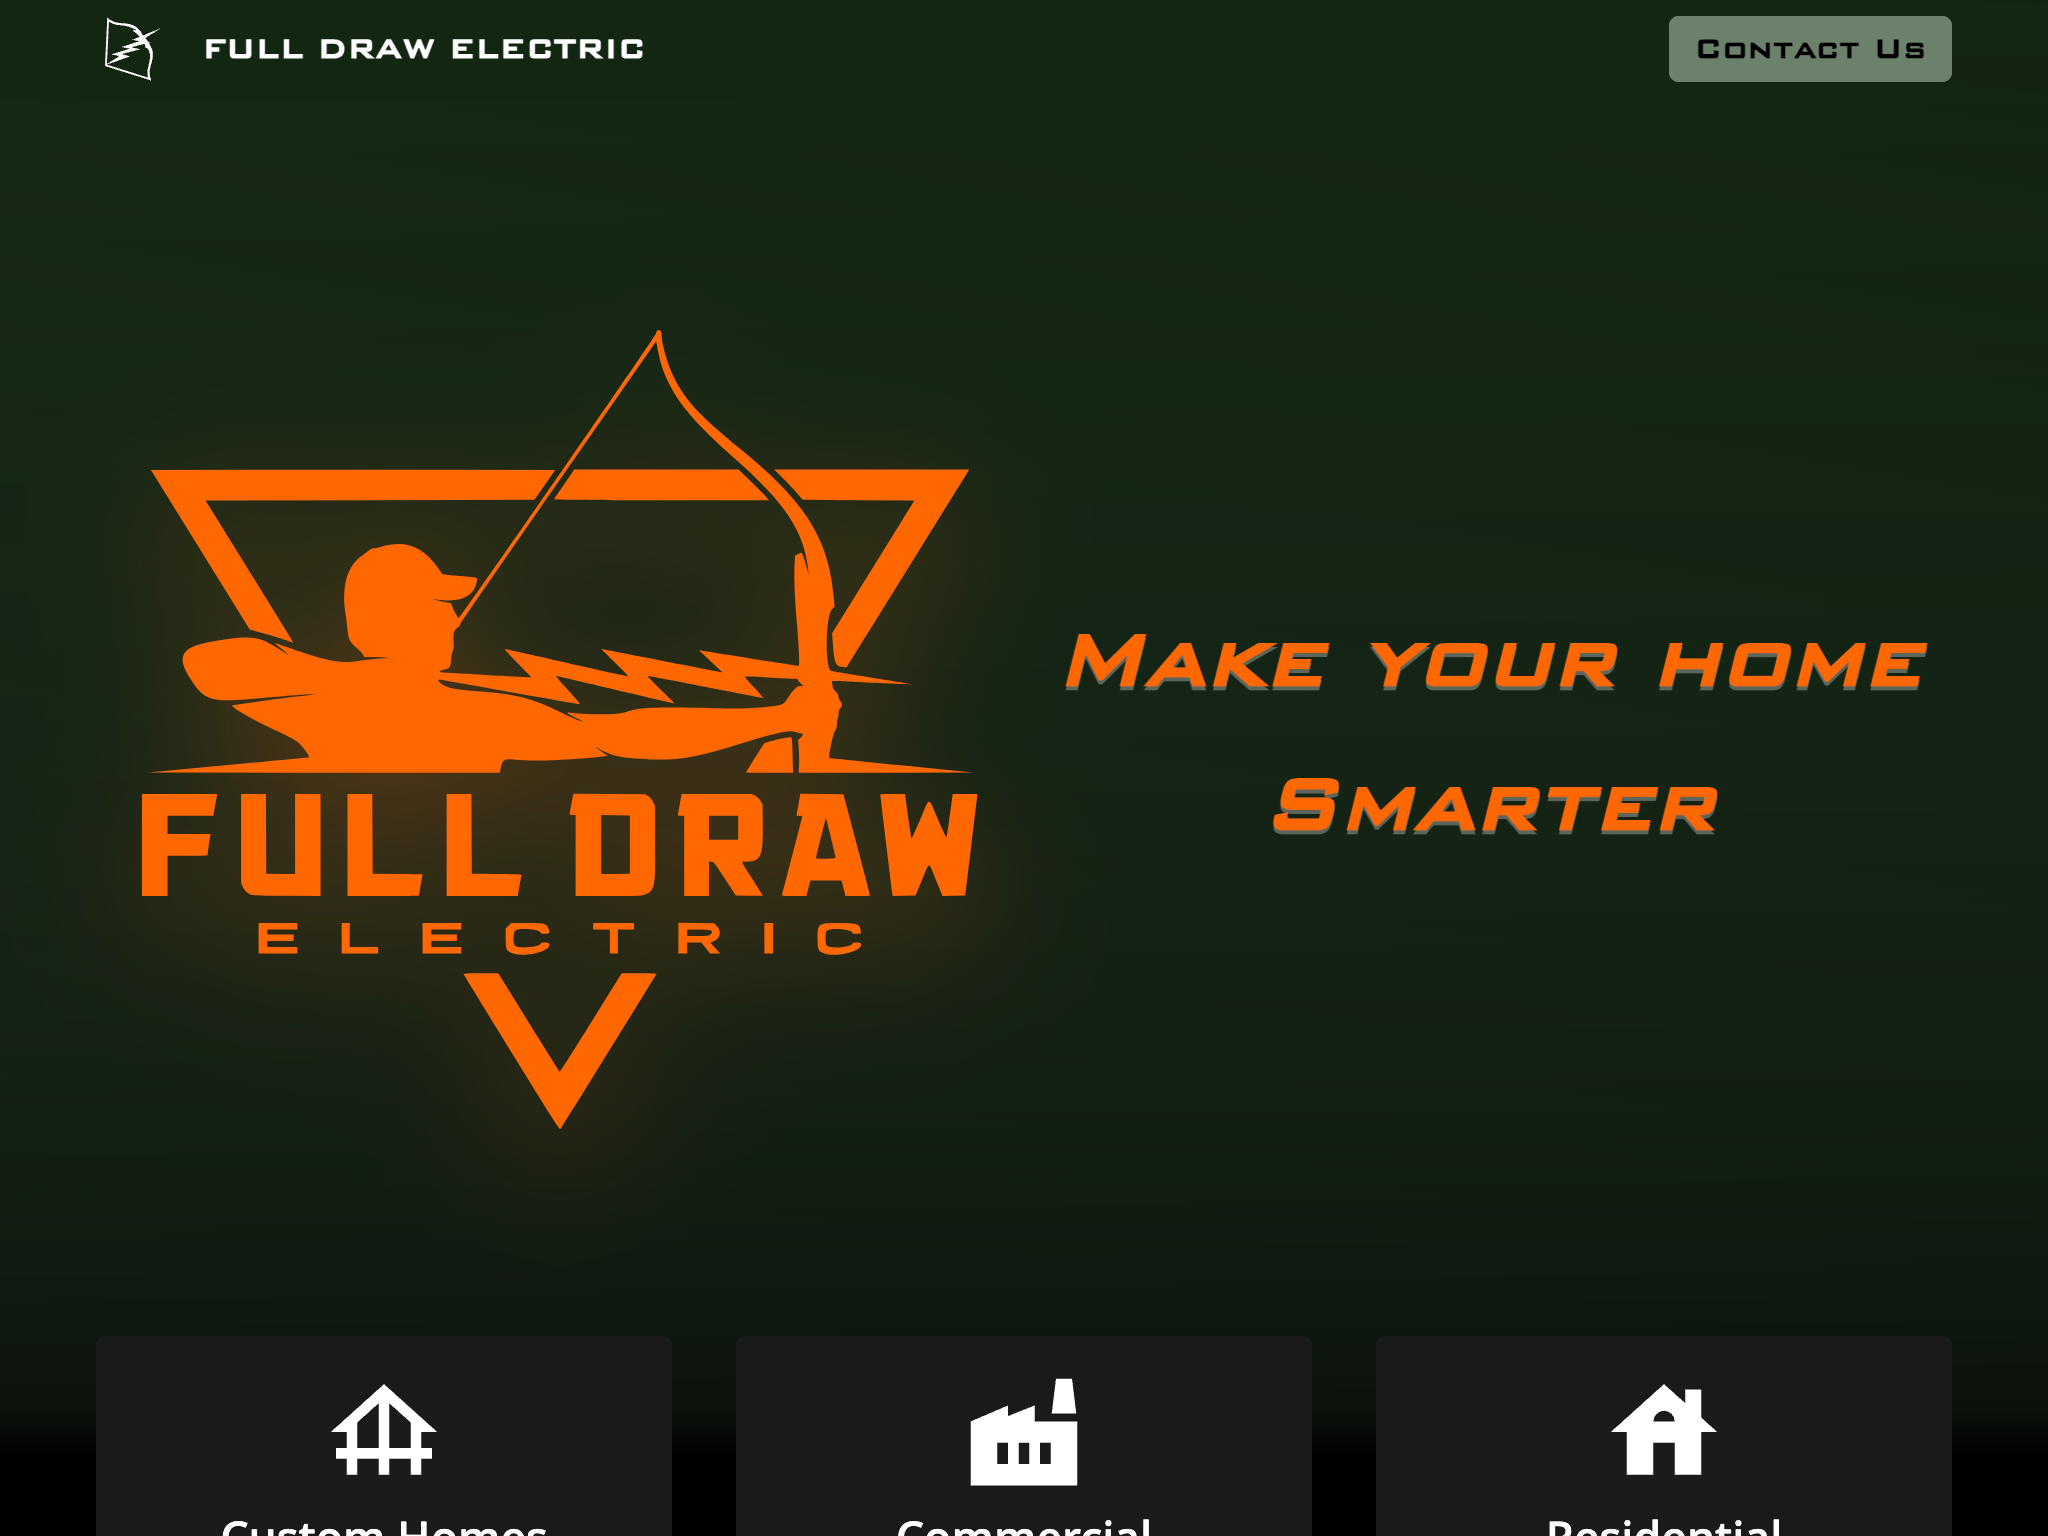 FULL DRAW ELECTRIC
Contact Us
FULL DRAW
ELECTRIC
Make your home
Smarter
Custom Homes
Commercial
Residential